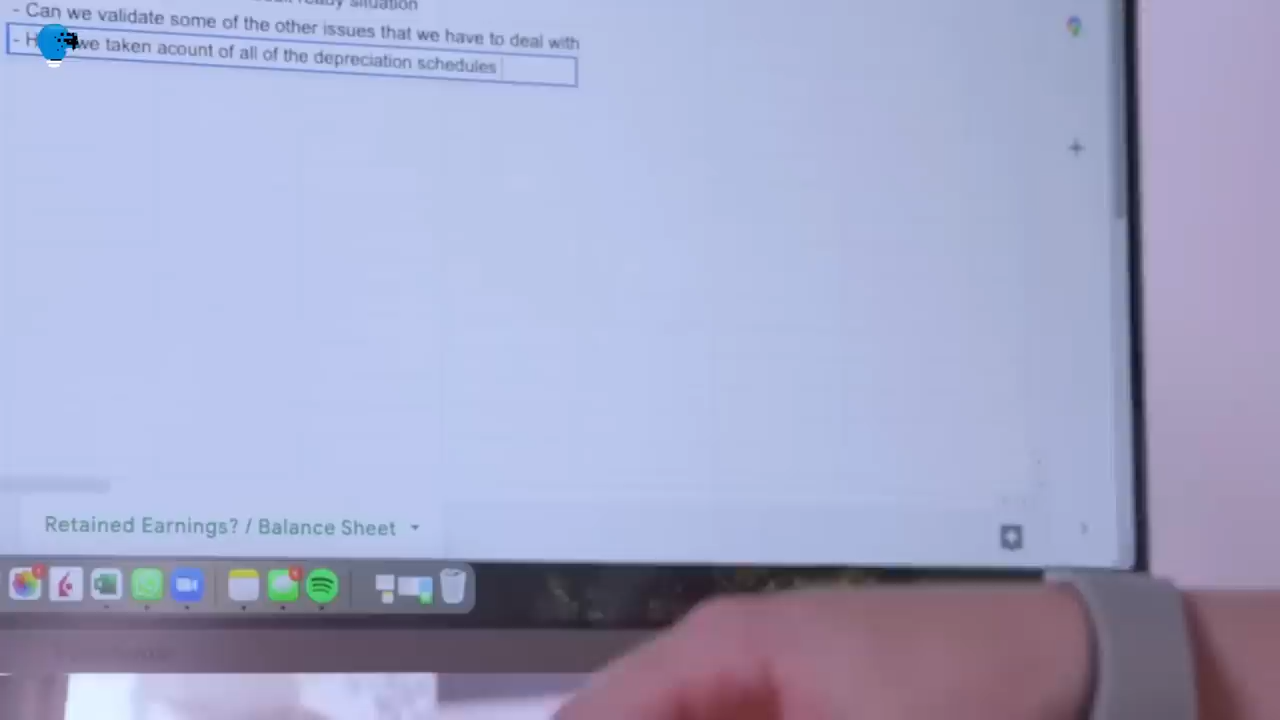 situation
- Can we validate some of the other issues that we have to deal with
- we taken acount of all of the depreciation schedules
Retained Earnings? / Balance Sheet